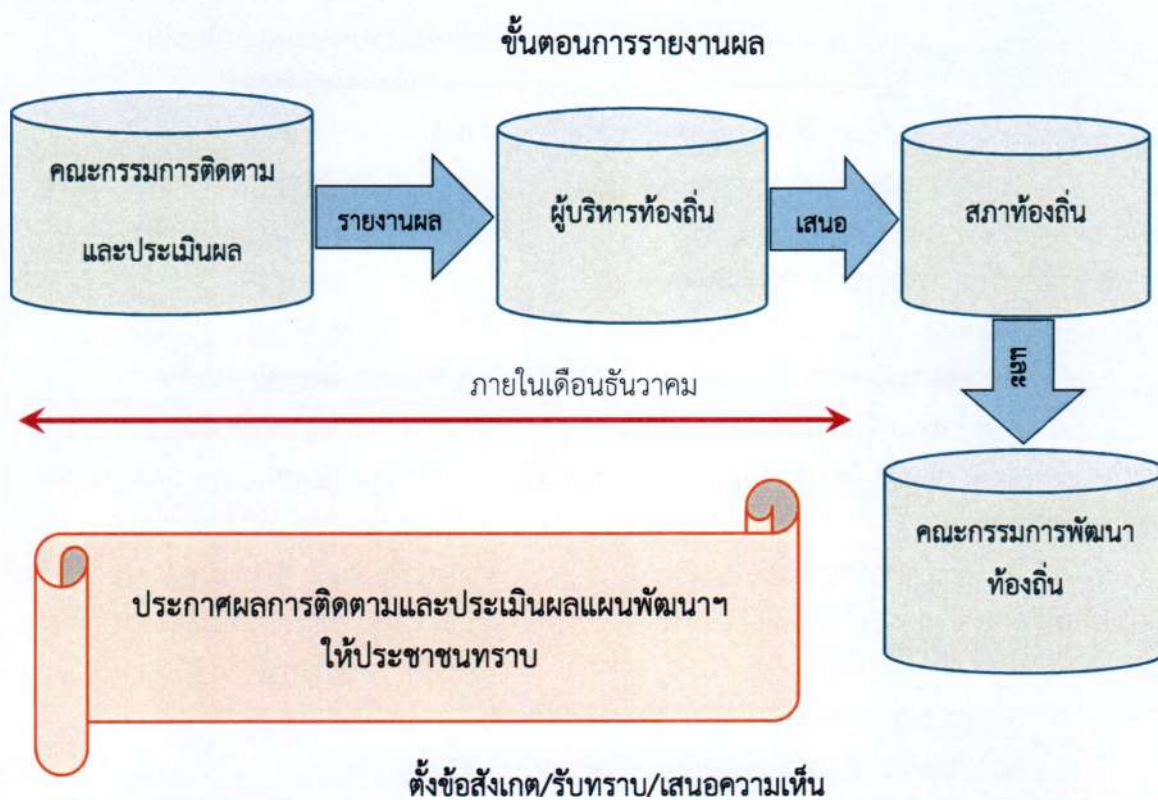 ขั้นตอนการรายงานผล
คณะกรรมการติดตาม
และประเมินผล
รายงานผล
ผู้บริหารท้องถิ่น
เสนอ
สภาท้องถิ่น
และ
ภายในเดือนธันวาคม
คณะกรรมการพัฒนา
ท้องถิ่น
ประกาศผลการติดตามและประเมินผลแผนพัฒนาฯ
ให้ประชาชนทราบ
ตั้งข้อสังเกต/รับทราบ/เสนอความเห็น